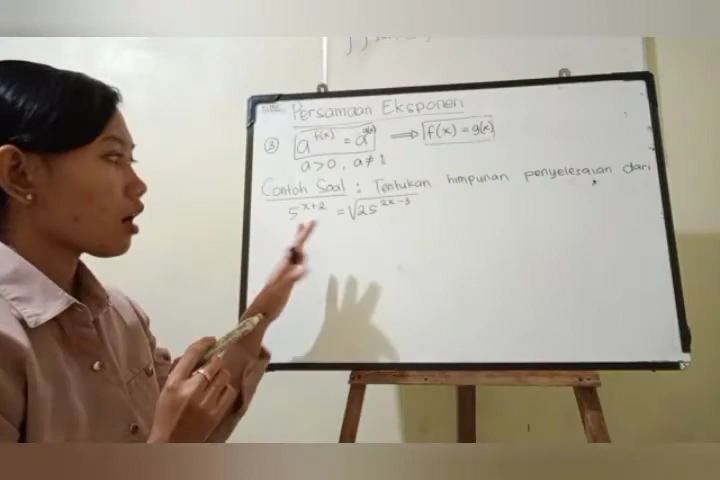 Persamaan Eksponen
③ a^f(x) = a^g(x) ⟹ f(x) = g(x)
a > 0, a ≠ 1
Contoh Soal : Tentukan himpunan penyelesaian dari
5^x+2 = √25^2x-3